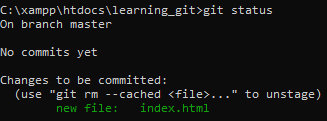 C:\xampp\htdocs\learning_git>git status
On branch master
No commits yet
Changes to be committed:
(use "git rm --cached <file>..." to unstage)
new file: index.html